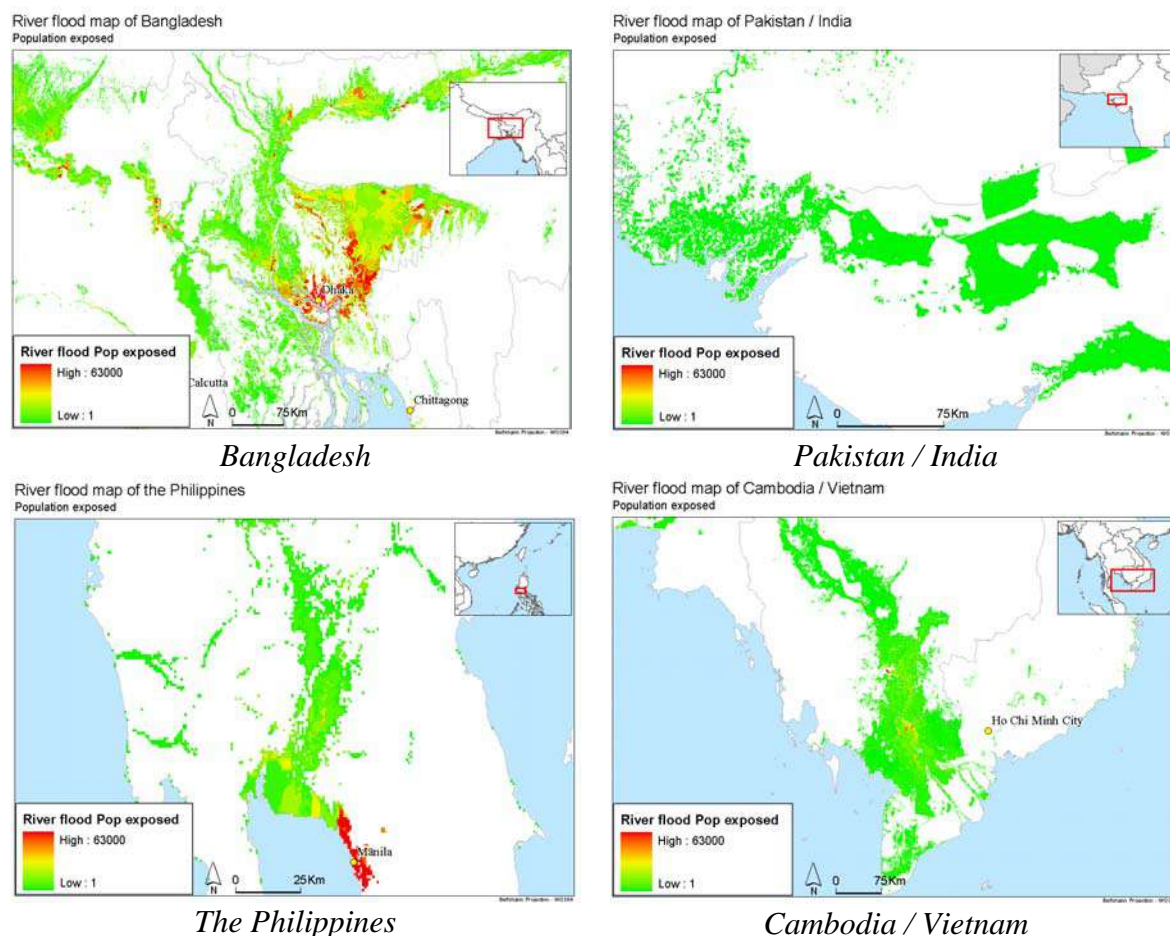 River flood map of Bangladesh
Population exposed
Dhaka
River flood Pop exposed
High : 63000
Low : 1
Calcutta
N
0 75Km
Chittagong
Bangladesh
River flood map of Pakistan / India
Population exposed
River flood Pop exposed
High : 63000
Low : 1
N
0 75Km
Pakistan / India
River flood map of the Philippines
Population exposed
River flood Pop exposed
High : 63000
Low : 1
N
0 25Km
Manila
The Philippines
River flood map of Cambodia / Vietnam
Population exposed
Ho Chi Minh City
River flood Pop exposed
High : 63000
Low : 1
N
0 75Km
Cambodia / Vietnam